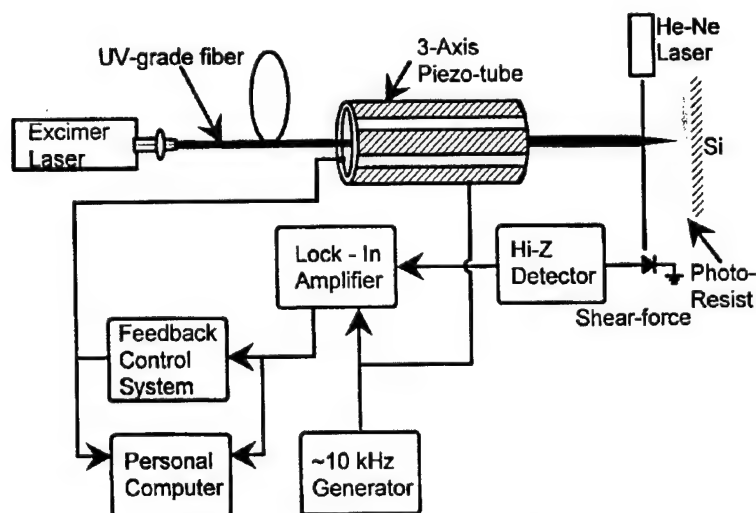 He-Ne
Laser
UV-grade fiber
3-Axis
Piezo-tube
Excimer
Laser
Si
Lock - In
Amplifier
Hi-Z
Detector
Photo-
Resist
Shear-force
Feedback
Control
System
Personal
Computer
~10 kHz
Generator